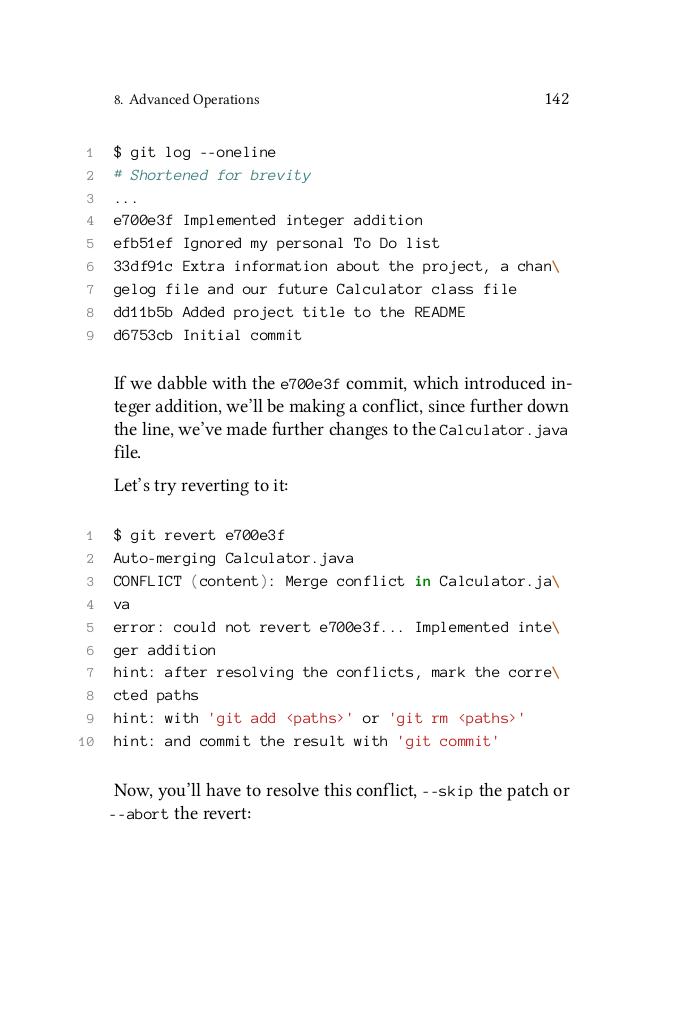 8. Advanced Operations 142
1 $ git log --oneline
2 # Shortened for brevity
3 ...
4 e700e3f Implemented integer addition
5 efb51ef Ignored my personal To Do list
6 33df91c Extra information about the project, a chan\
7 gelog file and our future Calculator class file
8 dd11b5b Added project title to the README
9 d6753cb Initial commit
If we dabble with the e700e3f commit, which introduced in-
teger addition, we'll be making a conflict, since further down
the line, we've made further changes to the Calculator.java
file.
Let's try reverting to it:
1 $ git revert e700e3f
2 Auto-merging Calculator.java
3 CONFLICT (content): Merge conflict in Calculator.ja\
4 va
5 error: could not revert e700e3f... Implemented inte\
6 ger addition
7 hint: after resolving the conflicts, mark the corre\
8 cted paths
9 hint: with 'git add <paths>' or 'git rm <paths>'
10 hint: and commit the result with 'git commit'
Now, you'll have to resolve this conflict, --skip the patch or
--abort the revert: